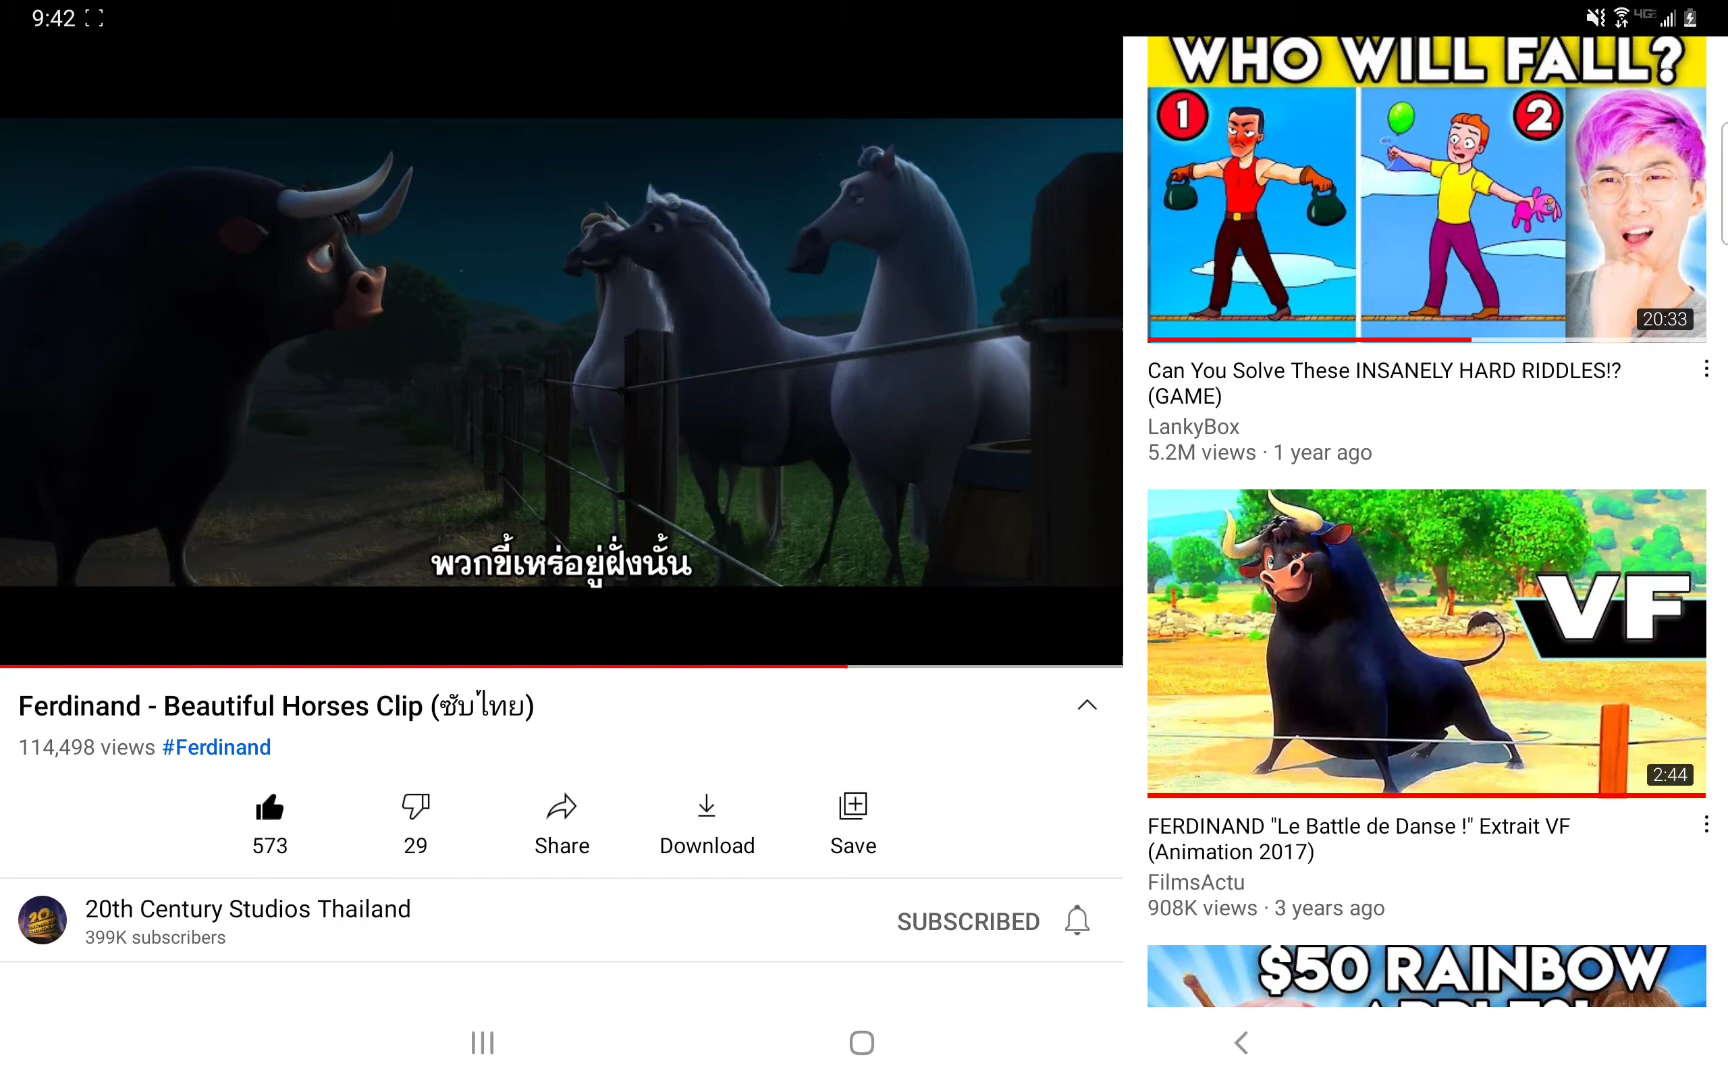 9:42
4GE
พวกขี้เหร่อยู่ฝั่งนั้น
Ferdinand - Beautiful Horses Clip (ซับไทย)
114,498 views #Ferdinand
573
29
Share
Download
Save
20th Century Studios Thailand
399K subscribers
SUBSCRIBED
WHO WILL FALL?
1
2
20:33
Can You Solve These INSANELY HARD RIDDLES!?
(GAME)
LankyBox
5.2M views · 1 year ago
VF
2:44
FERDINAND "Le Battle de Danse !" Extrait VF
(Animation 2017)
FilmsActu
908K views · 3 years ago
$50 RAINBOW